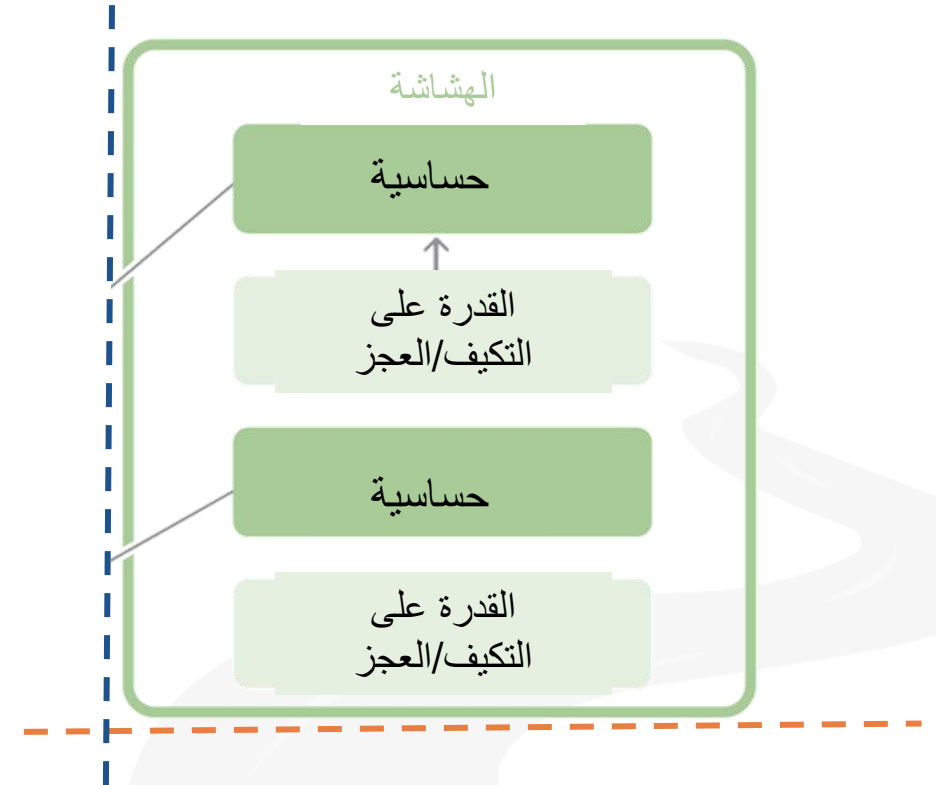 الهشاشة
حساسية
القدرة على
التكيف/العجز
حساسية
القدرة على
التكيف/العجز